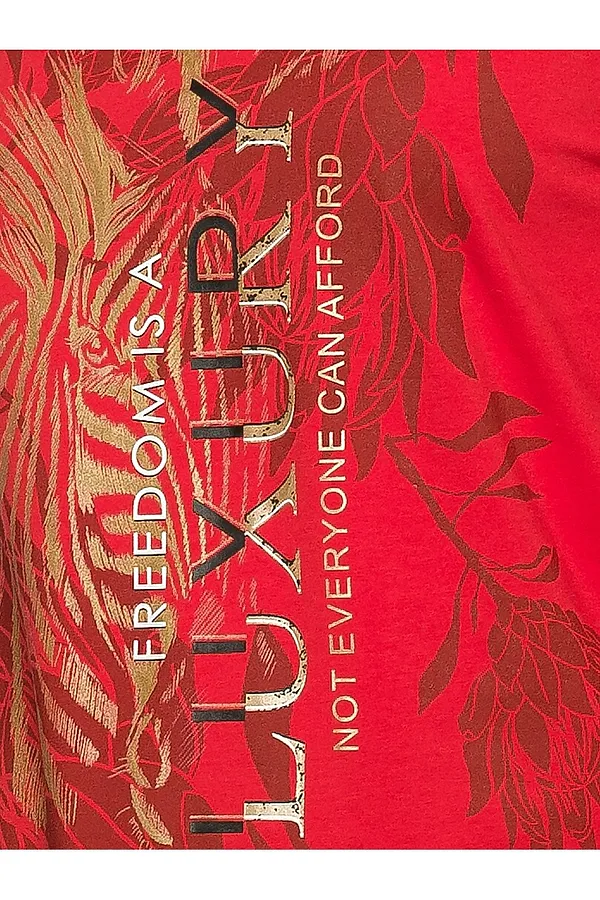 FREEDOM IS A
LUXURY
NOT EVERYONE CAN AFFORD